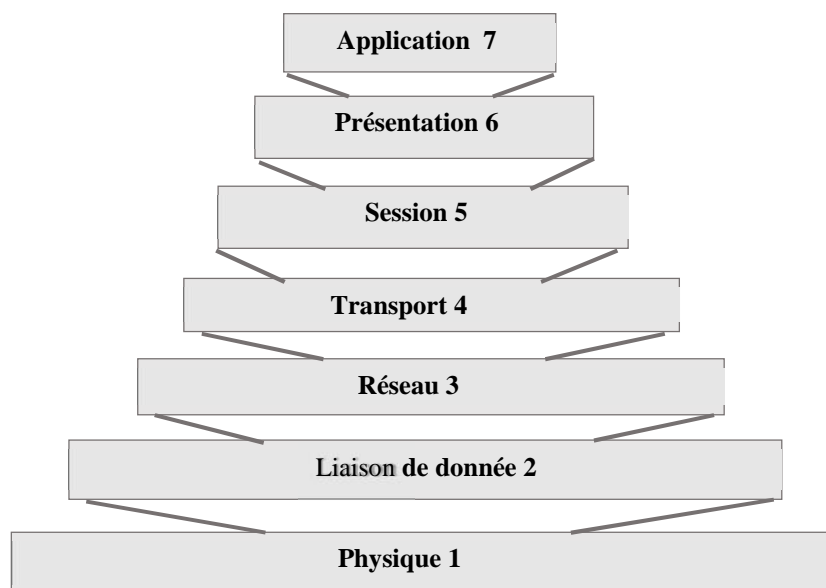 Application 7
Présentation 6
Session 5
Transport 4
Réseau 3
Liaison de donnée 2
Physique 1